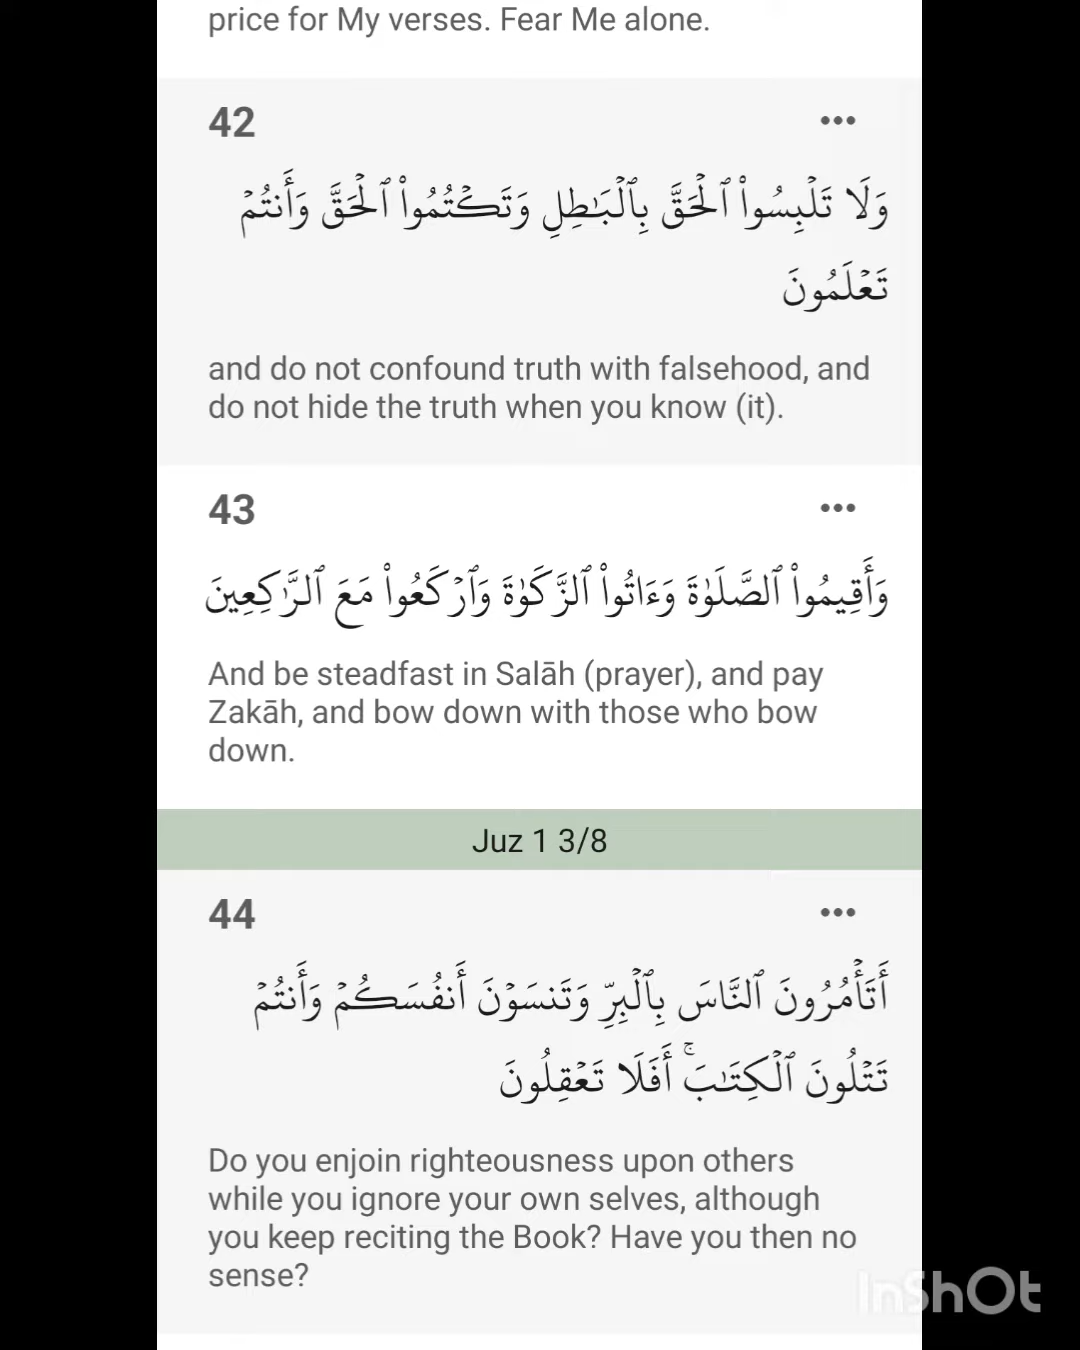 price for My verses. Fear Me alone.
42
وَلَا تَلۡبِسُواْ ٱلۡحَقَّ بِٱلۡبَٰطِلِ وَتَكۡتُمُواْ ٱلۡحَقَّ وَأَنتُمۡ
تَعۡلَمُونَ
and do not confound truth with falsehood, and
do not hide the truth when you know (it).
43
وَأَقِيمُواْ ٱلصَّلَوٰةَ وَءَاتُواْ ٱلزَّكَوٰةَ وَٱرۡكَعُواْ مَعَ ٱلرَّٰكِعِينَ
And be steadfast in Salāh (prayer), and pay
Zakāh, and bow down with those who bow
down.
Juz 1 3/8
44
أَتَأۡمُرُونَ ٱلنَّاسَ بِٱلۡبِرِّ وَتَنسَوۡنَ أَنفُسَكُمۡ وَأَنتُمۡ
تَتۡلُونَ ٱلۡكِتَٰبَۚ أَفَلَا تَعۡقِلُونَ
Do you enjoin righteousness upon others
while you ignore your own selves, although
you keep reciting the Book? Have you then no
sense?
InShOt